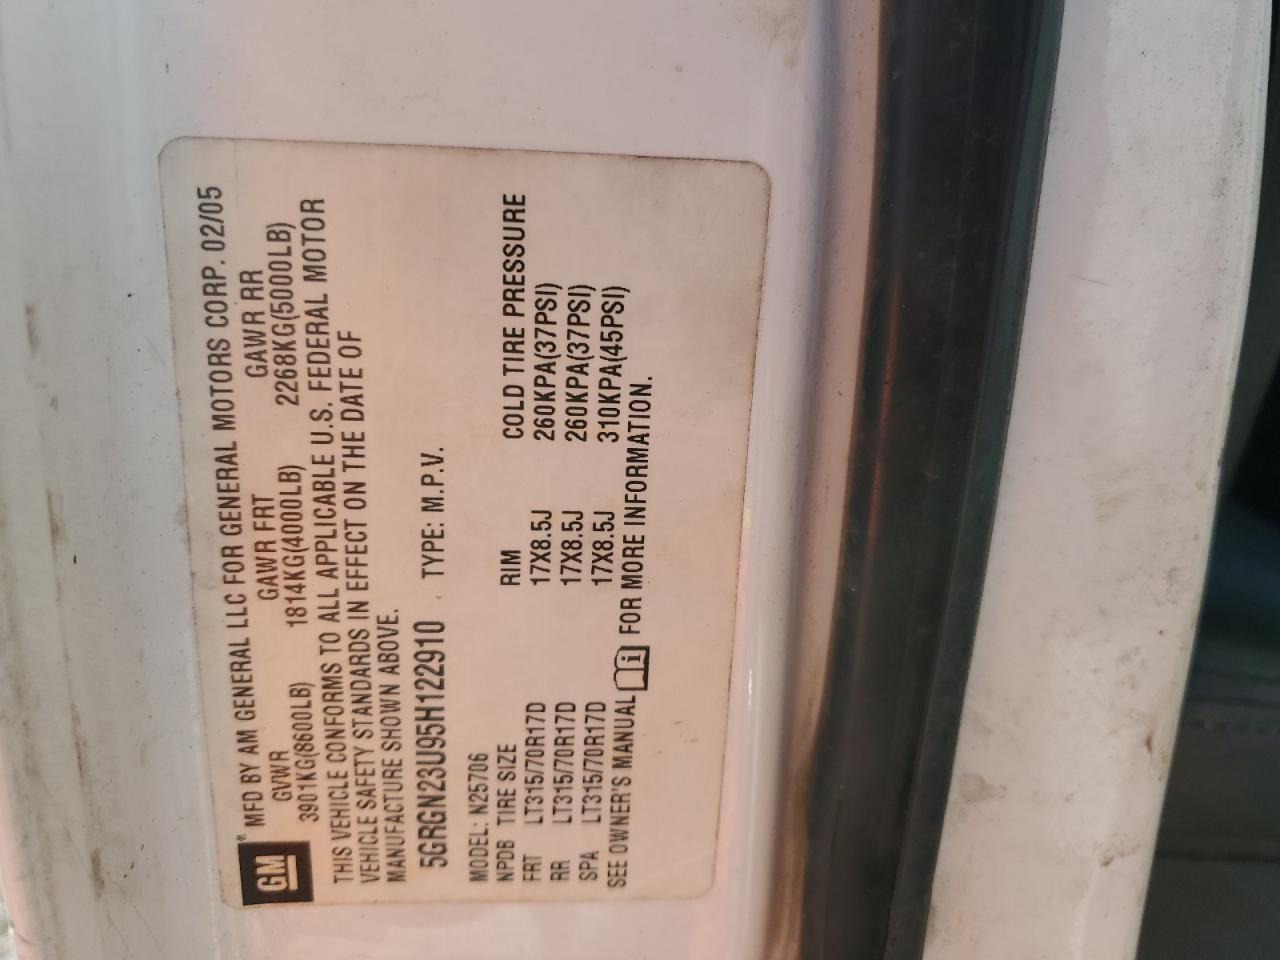 GM ® MFD BY AM GENERAL LLC FOR GENERAL MOTORS CORP. 02/05
GVWR GAWR FRT GAWR RR
3901KG(8600LB) 1814KG(4000LB) 2268KG(5000LB)
THIS VEHICLE CONFORMS TO ALL APPLICABLE U.S. FEDERAL MOTOR
VEHICLE SAFETY STANDARDS IN EFFECT ON THE DATE OF
MANUFACTURE SHOWN ABOVE.
5GRGN23U95H122910 TYPE: M.P.V.
MODEL: N25706
NPDB TIRE SIZE RIM COLD TIRE PRESSURE
FRT LT315/70R17D 17X8.5J 260KPA(37PSI)
RR LT315/70R17D 17X8.5J 260KPA(37PSI)
SPA LT315/70R17D 17X8.5J 310KPA(45PSI)
SEE OWNER'S MANUAL i FOR MORE INFORMATION.